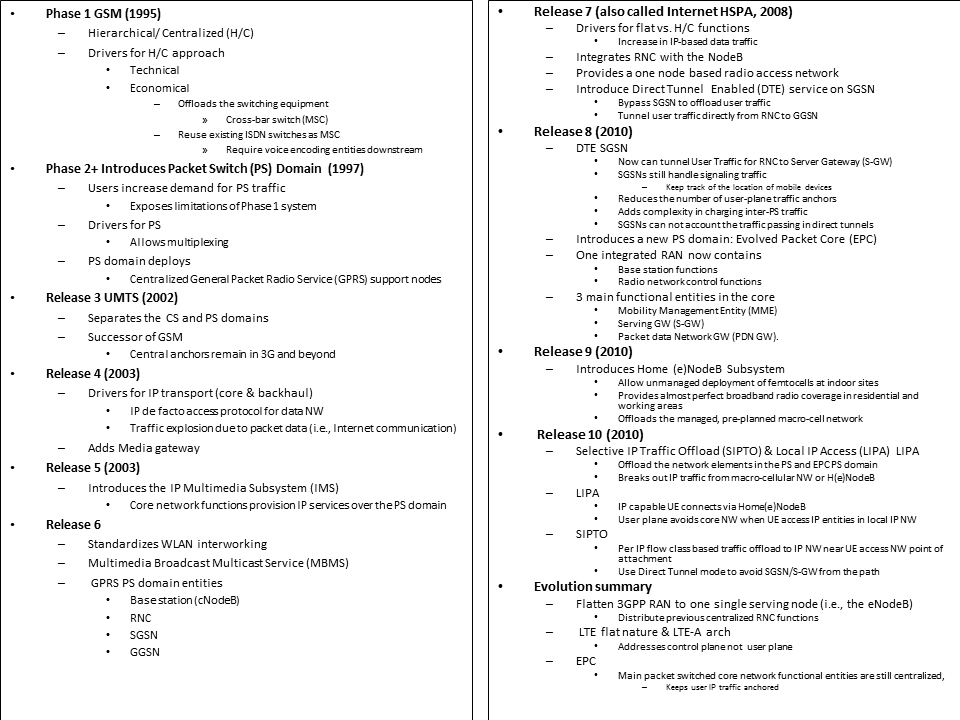 • Phase 1 GSM (1995)
– Hierarchical/ Centralized (H/C)
– Drivers for H/C approach
• Technical
• Economical
– Offloads the switching equipment
» Cross-bar switch (MSC)
– Reuse existing ISDN switches as MSC
» Require voice encoding entities downstream
• Phase 2+ Introduces Packet Switch (PS) Domain (1997)
– Users increase demand for PS traffic
• Exposes limitations of Phase 1 system
– Drivers for PS
• Allows multiplexing
– PS domain deploys
• Centralized General Packet Radio Service (GPRS) support nodes
• Release 3 UMTS (2002)
– Separates the CS and PS domains
– Successor of GSM
• Central anchors remain in 3G and beyond
• Release 4 (2003)
– Drivers for IP transport (core & backhaul)
• IP de facto access protocol for data NW
• Traffic explosion due to packet data (i.e., Internet communication)
– Adds Media gateway
• Release 5 (2003)
– Introduces the IP Multimedia Subsystem (IMS)
• Core network functions provision IP services over the PS domain
• Release 6
– Standardizes WLAN interworking
– Multimedia Broadcast Multicast Service (MBMS)
– GPRS PS domain entities
• Base station (cNodeB)
• RNC
• SGSN
• GGSN
• Release 7 (also called Internet HSPA, 2008)
– Drivers for flat vs. H/C functions
• Increase in IP-based data traffic
– Integrates RNC with the NodeB
– Provides a one node based radio access network
– Introduce Direct Tunnel Enabled (DTE) service on SGSN
• Bypass SGSN to offload user traffic
• Tunnel user traffic directly from RNC to GGSN
• Release 8 (2010)
– DTE SGSN
• Now can tunnel User Traffic for RNC to Server Gateway (S-GW)
• SGSNs still handle signaling traffic
– Keep track of the location of mobile devices
• Reduces the number of user-plane traffic anchors
• Adds complexity in charging inter-PS traffic
• SGSNs can not account the traffic passing in direct tunnels
– Introduces a new PS domain: Evolved Packet Core (EPC)
– One integrated RAN now contains
• Base station functions
• Radio network control functions
– 3 main functional entities in the core
• Mobility Management Entity (MME)
• Serving GW (S-GW)
• Packet data Network GW (PDN GW).
• Release 9 (2010)
– Introduces Home (e)NodeB Subsystem
• Allow unmanaged deployment of femtocells at indoor sites
• Provides almost perfect broadband radio coverage in residential and
working areas
• Offloads the managed, pre-planned macro-cell network
• Release 10 (2010)
– Selective IP Traffic Offload (SIPTO) & Local IP Access (LIPA) LIPA
• Offload the network elements in the PS and EPC PS domain
• Breaks out IP traffic from macro-cellular NW or H(e)NodeB
– LIPA
• IP capable UE connects via Home(e)NodeB
• User plane avoids core NW when UE access IP entities in local IP NW
– SIPTO
• Per IP flow class based traffic offload to IP NW near UE access NW point of
attachment
• Use Direct Tunnel mode to avoid SGSN/S-GW from the path
• Evolution summary
– Flatten 3GPP RAN to one single serving node (i.e., the eNodeB)
• Distribute previous centralized RNC functions
– LTE flat nature & LTE-A arch
• Addresses control plane not user plane
– EPC
• Main packet switched core network functional entities are still centralized,
– Keeps user IP traffic anchored